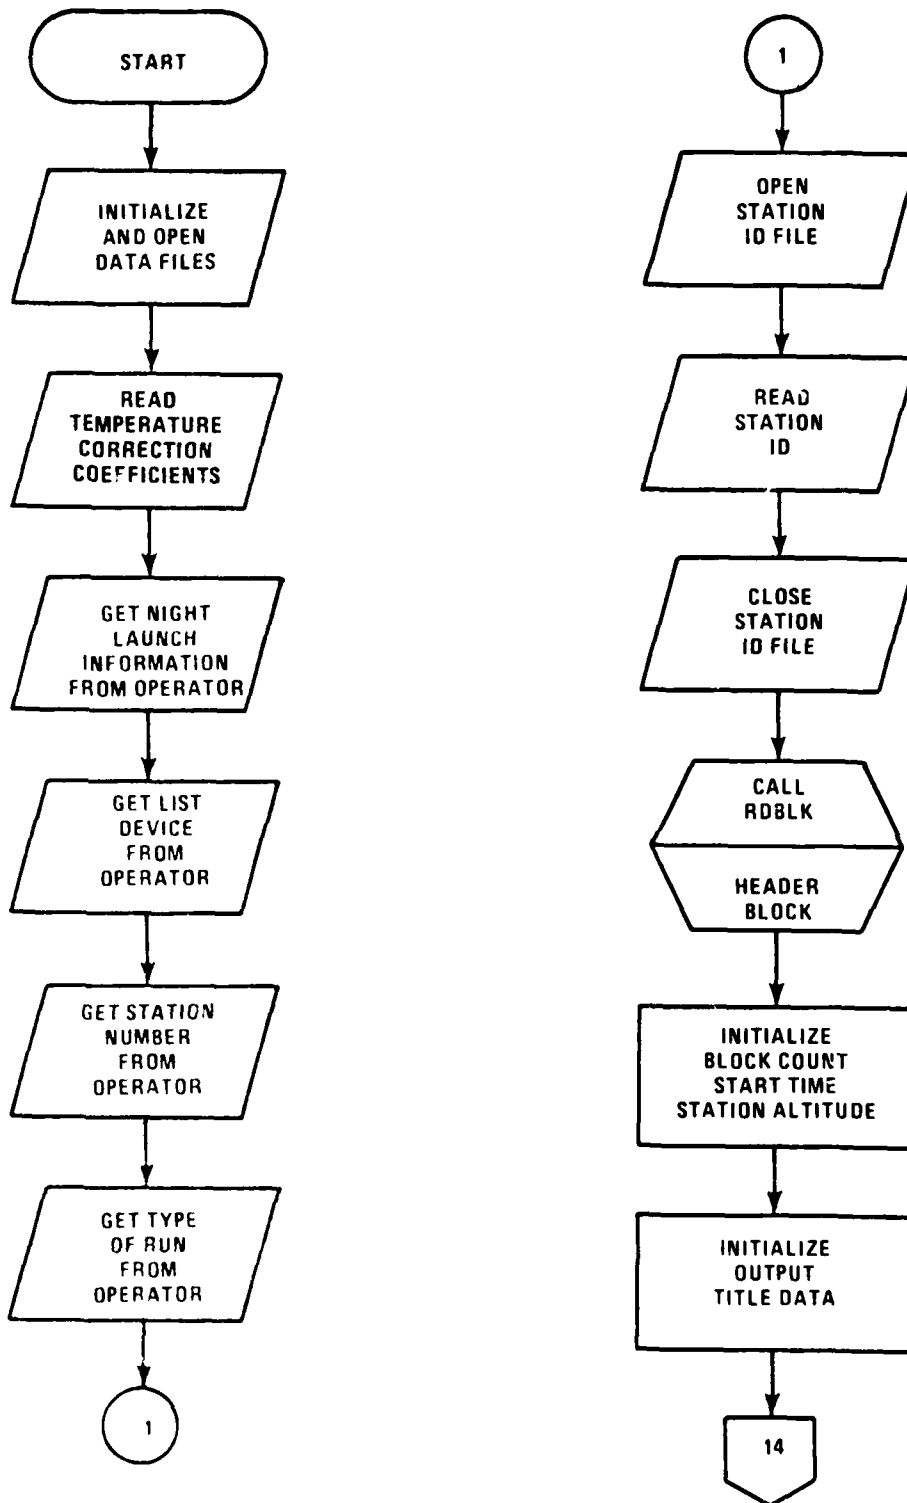 START
INITIALIZE
AND OPEN
DATA FILES
READ
TEMPERATURE
CORRECTION
COEFFICIENTS
GET NIGHT
LAUNCH
INFORMATION
FROM OPERATOR
GET LIST
DEVICE
FROM
OPERATOR
GET STATION
NUMBER
FROM
OPERATOR
GET TYPE
OF RUN
FROM
OPERATOR
1
1
OPEN
STATION
ID FILE
READ
STATION
ID
CLOSE
STATION
ID FILE
CALL
RDBLK
HEADER
BLOCK
INITIALIZE
BLOCK COUNT
START TIME
STATION ALTITUDE
INITIALIZE
OUTPUT
TITLE DATA
14